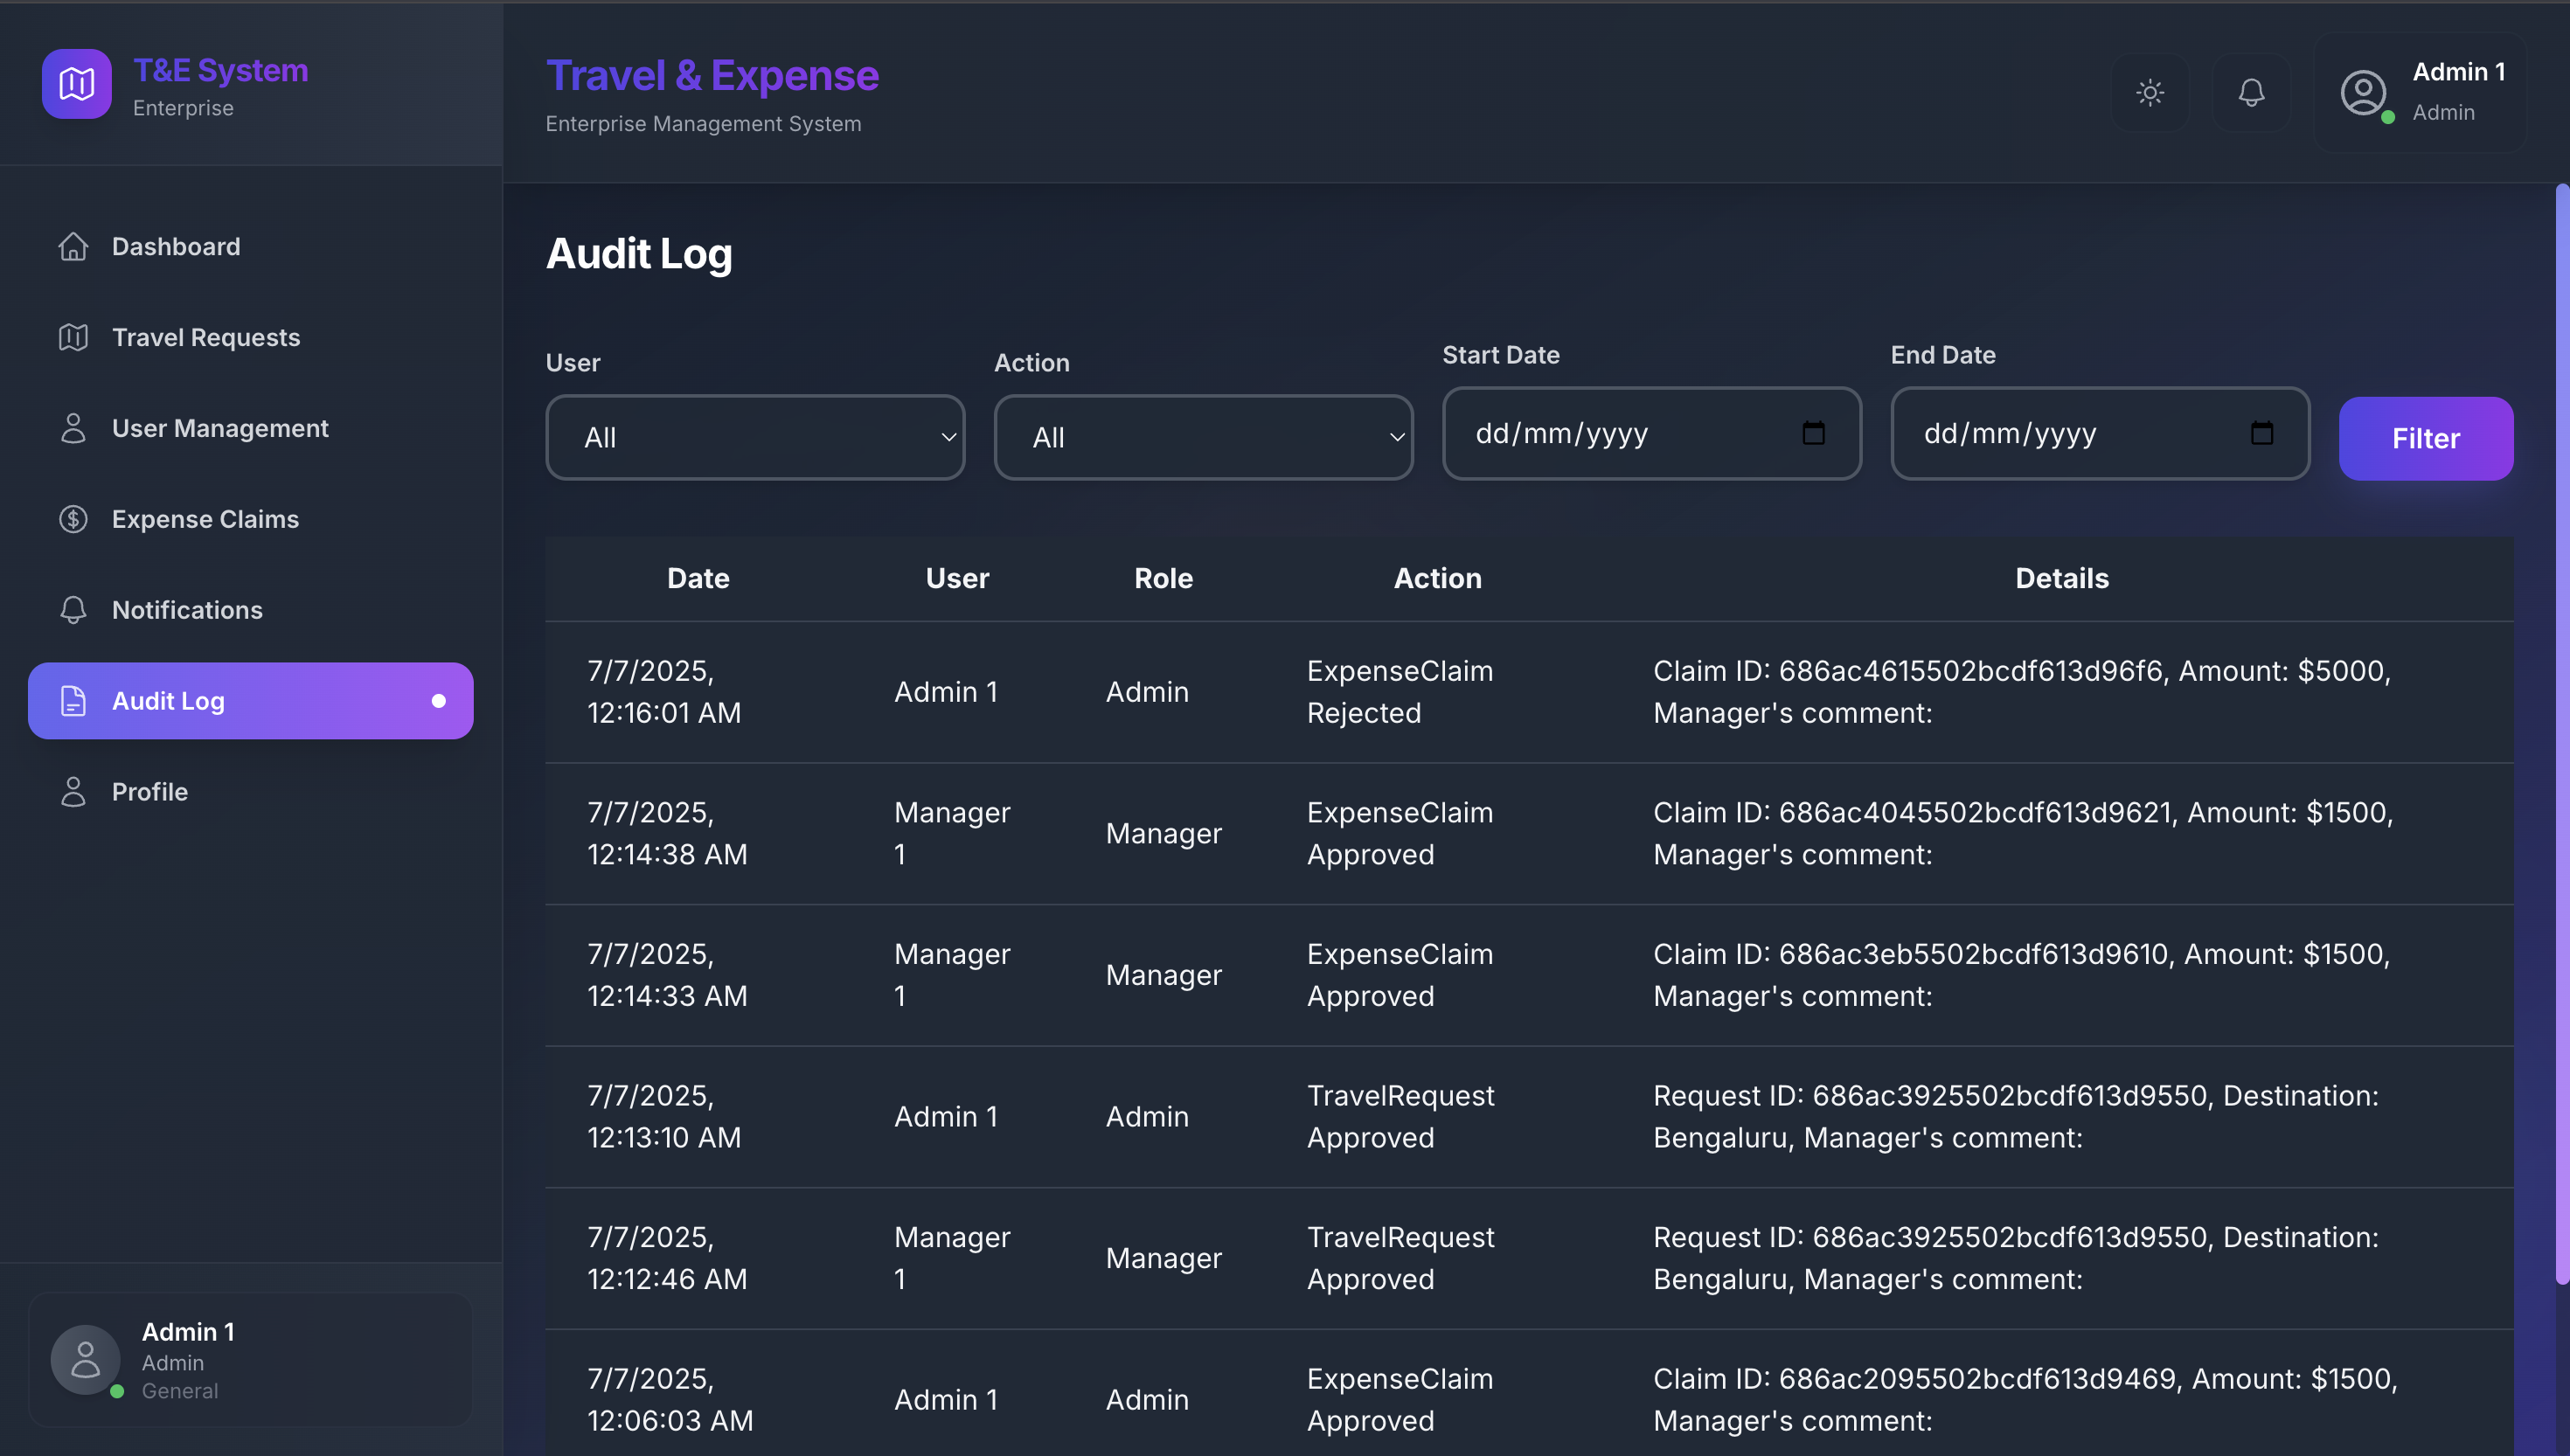 T&E System
Enterprise
Travel & Expense
Enterprise Management System
Admin 1
Admin
Dashboard
Travel Requests
User Management
Expense Claims
Notifications
Audit Log
Profile
Admin 1
Admin
General
Audit Log
User
Action
Start Date
End Date
All
All
dd/mm/yyyy
dd/mm/yyyy
Filter
Date User Role Action Details
7/7/2025,
12:16:01 AM
Admin 1
Admin
ExpenseClaim
Rejected
Claim ID: 686ac4615502bcdf613d96f6, Amount: $5000,
Manager's comment:
7/7/2025,
12:14:38 AM
Manager
1
Manager
ExpenseClaim
Approved
Claim ID: 686ac4045502bcdf613d9621, Amount: $1500,
Manager's comment:
7/7/2025,
12:14:33 AM
Manager
1
Manager
ExpenseClaim
Approved
Claim ID: 686ac3eb5502bcdf613d9610, Amount: $1500,
Manager's comment:
7/7/2025,
12:13:10 AM
Admin 1
Admin
TravelRequest
Approved
Request ID: 686ac3925502bcdf613d9550, Destination:
Bengaluru, Manager's comment:
7/7/2025,
12:12:46 AM
Manager
1
Manager
TravelRequest
Approved
Request ID: 686ac3925502bcdf613d9550, Destination:
Bengaluru, Manager's comment:
7/7/2025,
12:06:03 AM
Admin 1
Admin
ExpenseClaim
Approved
Claim ID: 686ac2095502bcdf613d9469, Amount: $1500,
Manager's comment: